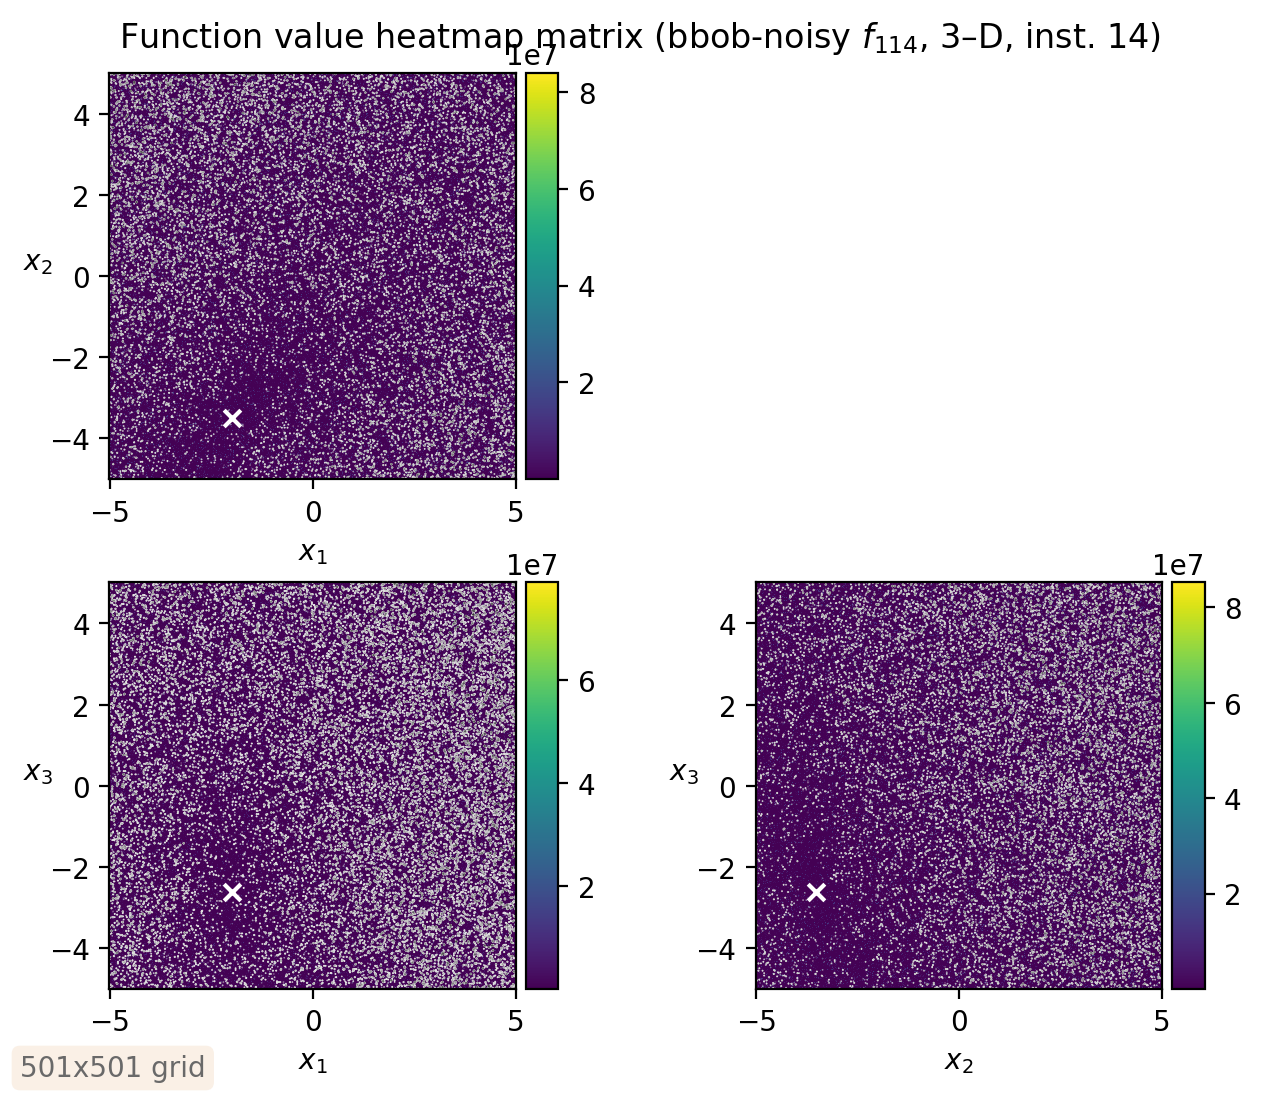 Function value heatmap matrix (bbob-noisy f₁₁₄, 3–D, inst. 14)
1e7
8
6
4
2
4
2
0
−2
−4
x₂
−5 0 5
x₁
1e7
6
4
2
4
2
0
−2
−4
x₃
−5 0 5
x₁
1e7
8
6
4
2
4
2
0
−2
−4
x₃
−5 0 5
x₂
501x501 grid